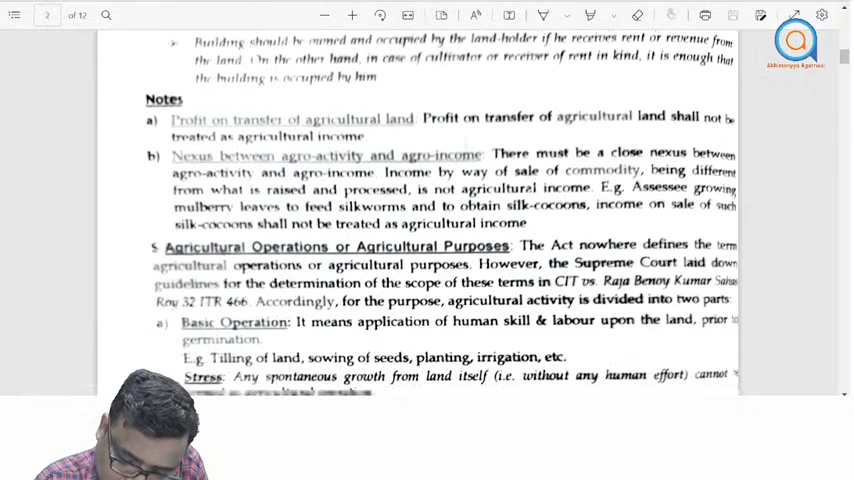 2 of 12
Abhimanyyu Agarrwal
➢ Building should be owned and occupied by the land-holder if he receives rent or revenue from
the land. On the other hand, in case of cultivator or receiver of rent in kind, it is enough that
the building is occupied by him
Notes
a) Profit on transfer of agricultural land. Profit on transfer of agricultural land shall not be
treated as agricultural income
b) Nexus between agro-activity and agro-income: There must be a close nexus between
agro-activity and agro-income. Income by way of sale of commodity, being different
from what is raised and processed, is not agricultural income. E.g. Assessee growing
mulberry leaves to feed silkworms and to obtain silk-cocoons, income on sale of such
silk-cocoons shall not be treated as agricultural income
5 Agricultural Operations or Agricultural Purposes: The Act nowhere defines the term
agricultural operations or agricultural purposes. However, the Supreme Court laid down
guidelines for the determination of the scope of these terms in CIT vs. Raja Benoy Kumar Sahas
Roy 32 ITR 466. Accordingly, for the purpose, agricultural activity is divided into two parts:
a) Basic Operation: It means application of human skill & labour upon the land, prior to
germination.
E.g. Tilling of land, sowing of seeds, planting, irrigation, etc.
Stress: Any spontaneous growth from land itself (i.e. without any human effort) cannot